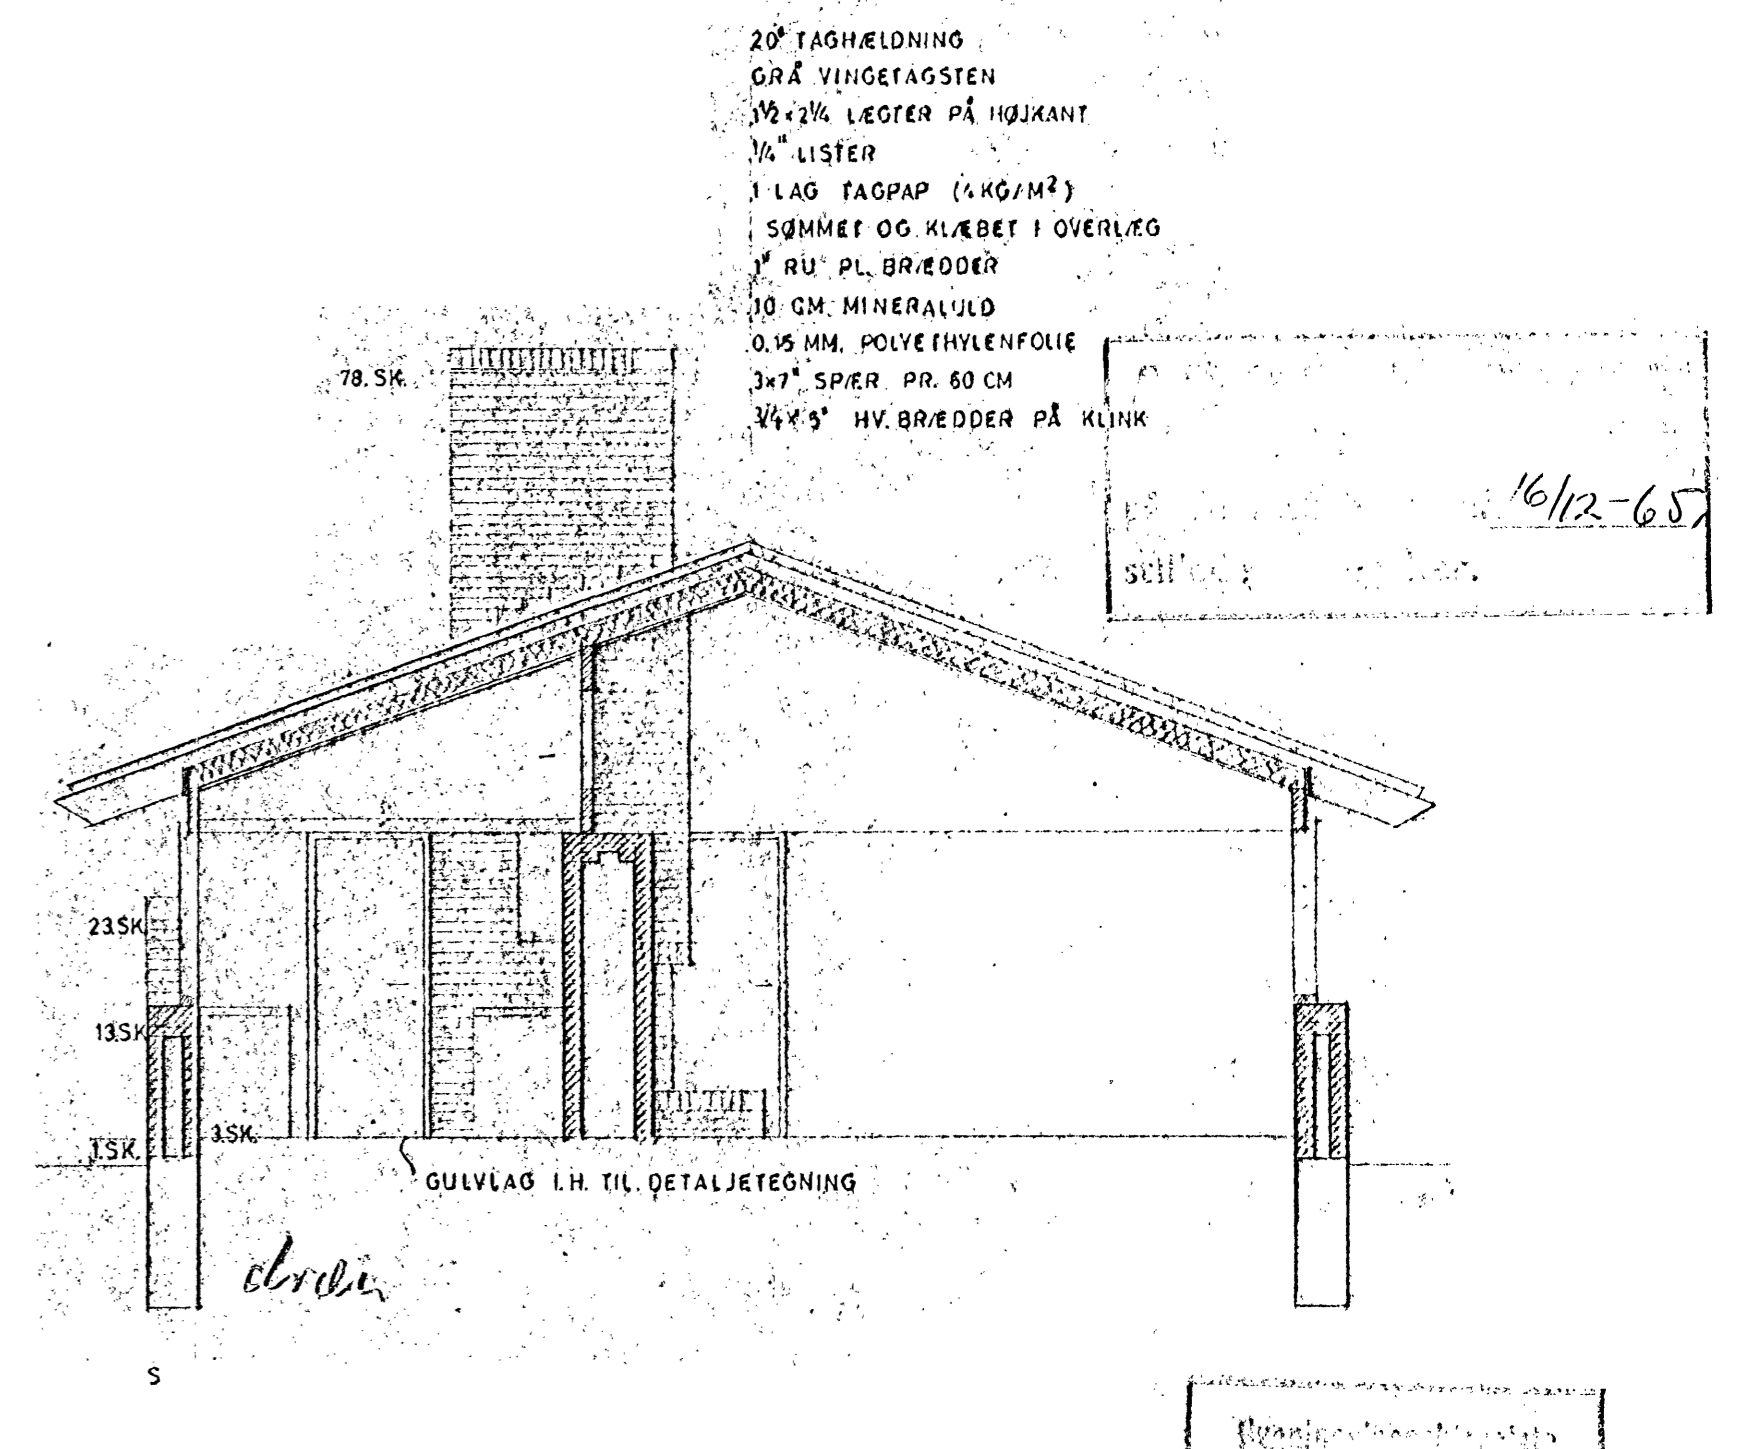 20° TAGHÆLDNING
GRÅ VINGETAGSTEN
1½ x 2¼ LÆGTER PÅ HØJKANT
¼" LISTER
1 LAG TAGPAP (4 KG/M²)
SØMMET OG KLÆBET I OVERLÆG
1" RU PL. BRÆDDER
10 CM. MINERALULD
0.15 MM. POLYETHYLENFOLIE
78. SK.
3x7" SPÆR PR. 60 CM
¾ x 5" HV. BRÆDDER PÅ KLINK
16/12-65
23.SK
13.SK
3.SK.
1.SK.
GULVLAG I.H. TIL. DETALJETEGNING
S